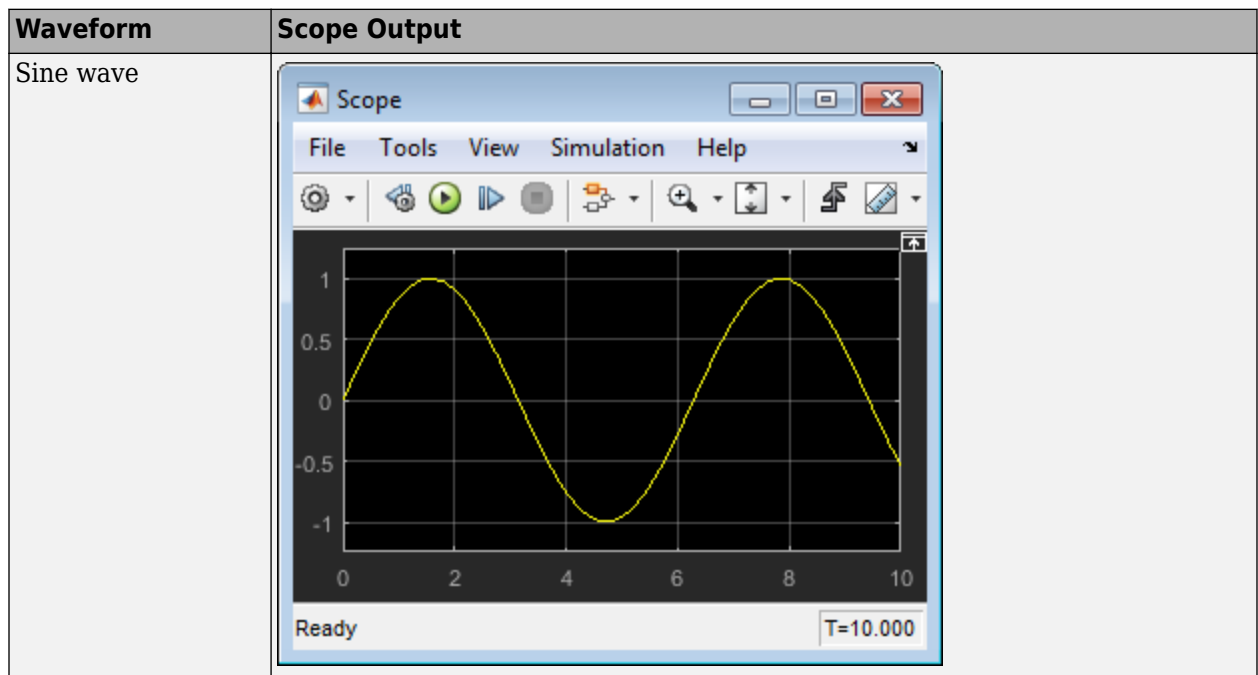 Waveform Scope Output
Sine wave
Scope
File Tools View Simulation Help
1
0.5
0
-0.5
-1
0 2 4 6 8 10
Ready T=10.000